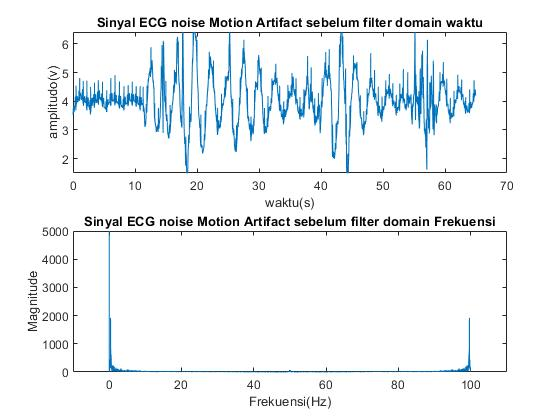 Sinyal ECG noise Motion Artifact sebelum filter domain waktu
6
5
4
3
2
amplitudo(v)
0 10 20 30 40 50 60 70
waktu(s)
Sinyal ECG noise Motion Artifact sebelum filter domain Frekuensi
5000
4000
3000
2000
1000
0
Magnitude
0 20 40 60 80 100
Frekuensi(Hz)